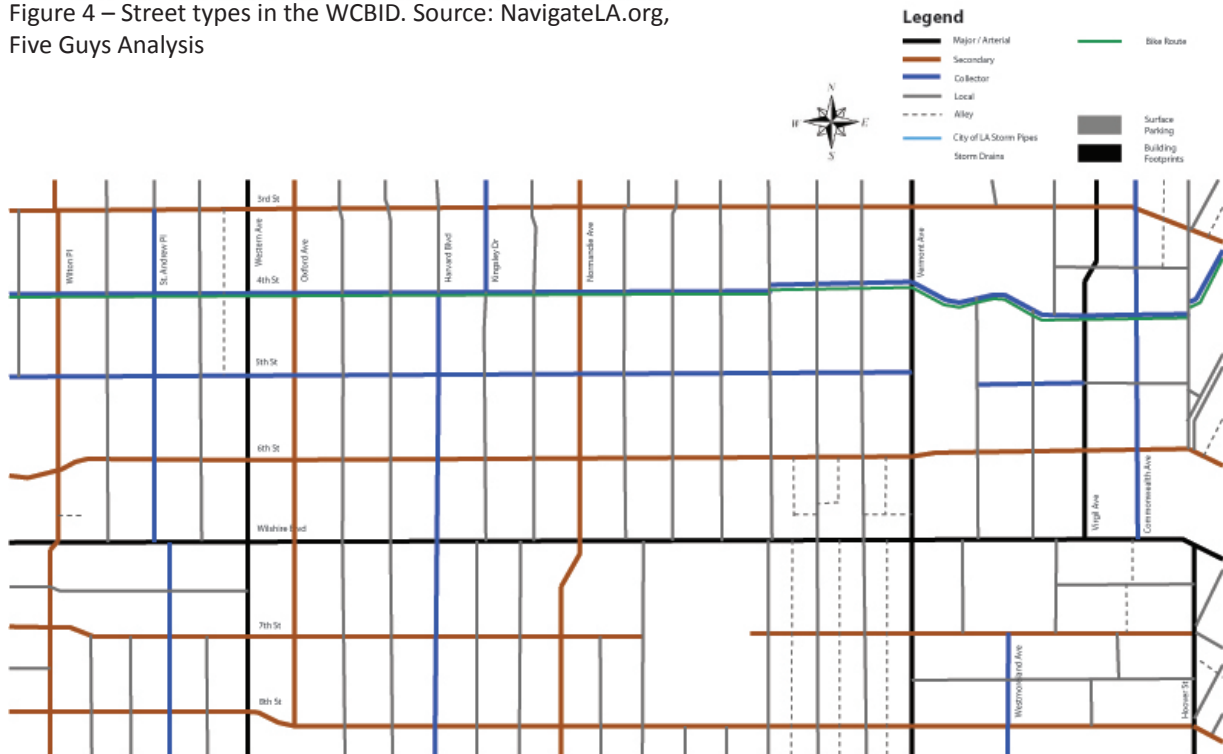 Figure 4 – Street types in the WCBID. Source: NavigateLA.org,
Five Guys Analysis
Legend
Major / Arterial
Secondary
Collector
Local
Alley
City of LA Storm Pipes
Storm Drains
Bike Route
Surface
Parking
Building
Footprints
N
W
E
S
3rd St
Wilton Pl
St. Andrew Pl
Western Ave
Oxford Ave
Harvard Blvd
Kingsley Dr
Normandie Ave
Vermont Ave
4th St
5th St
6th St
Virgil Ave
Commonwealth Ave
Wilshire Blvd
7th St
Westmoreland Ave
Hoover St
8th St